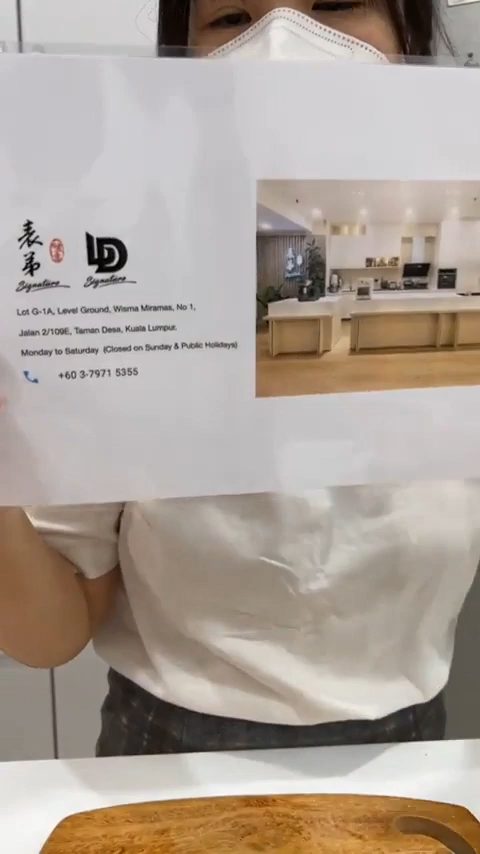 表弟
Signature
LD
Signature
Lot G-1A, Level Ground, Wisma Miramas, No 1,
Jalan 2/109E, Taman Desa, Kuala Lumpur.
Monday to Saturday (Closed on Sunday & Public Holidays)
+60 3-7971 5355